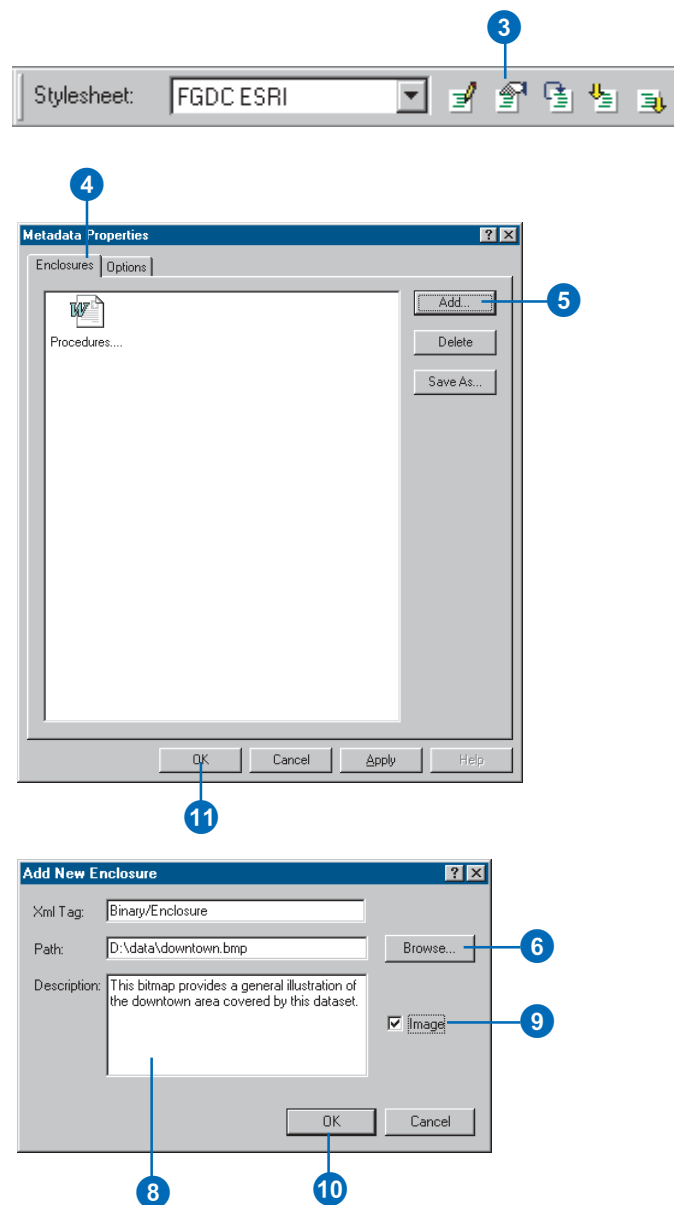 3
Stylesheet: FGDC ESRI
4
Metadata Properties
Enclosures Options
Add... 5
W
Procedures....
Delete
Save As...
OK Cancel Apply Help
11
Add New Enclosure
Xml Tag: Binary/Enclosure
Path: D:\data\downtown.bmp Browse... 6
Description: This bitmap provides a general illustration of
the downtown area covered by this dataset.
Image 9
OK Cancel
8 10